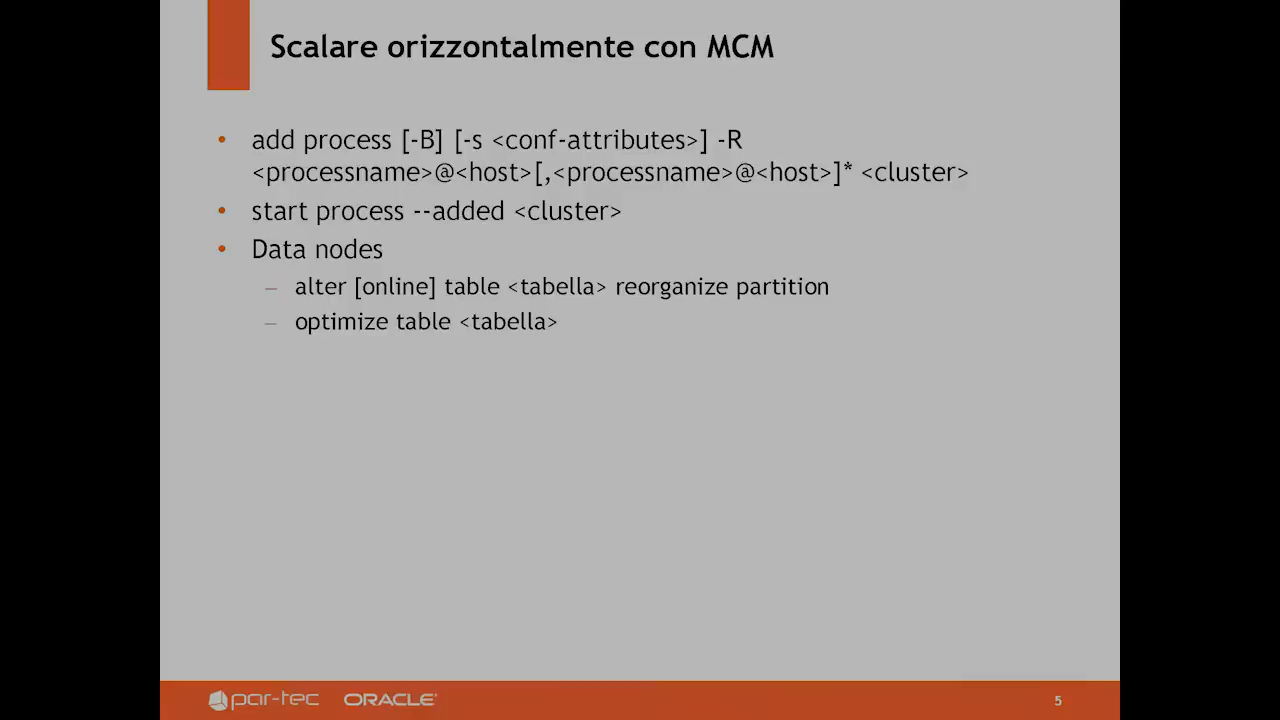 Scalare orizzontalmente con MCM
• add process [-B] [-s <conf-attributes>] -R
<processname>@<host>[,<processname>@<host>]* <cluster>
• start process --added <cluster>
• Data nodes
– alter [online] table <tabella> reorganize partition
– optimize table <tabella>
par-tec ORACLE 5